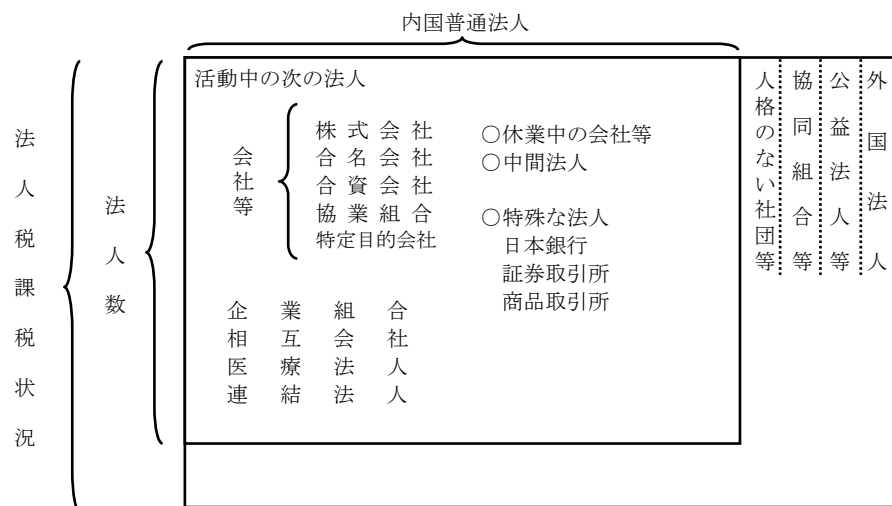 内国普通法人
活動中の次の法人
会社等
株式会社
合名会社
合資会社
協業組合
特定目的会社
企業組合
相互会社
医療法人
連結法人
○休業中の会社等
○中間法人
○特殊な法人
日本銀行
証券取引所
商品取引所
人格のない社団等
協同組合等
公益法人等
外国法人
法人数
法人税課税状況